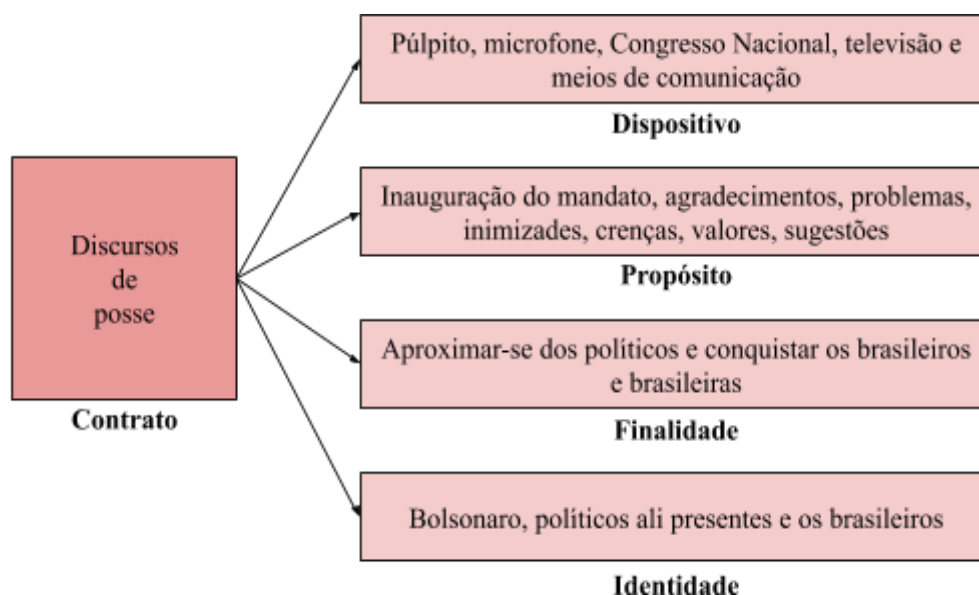 Púlpito, microfone, Congresso Nacional, televisão e
meios de comunicação
Dispositivo
Inauguração do mandato, agradecimentos, problemas,
inimizades, crenças, valores, sugestões
Propósito
Discursos
de
posse
Contrato
Aproximar-se dos políticos e conquistar os brasileiros
e brasileiras
Finalidade
Bolsonaro, políticos ali presentes e os brasileiros
Identidade